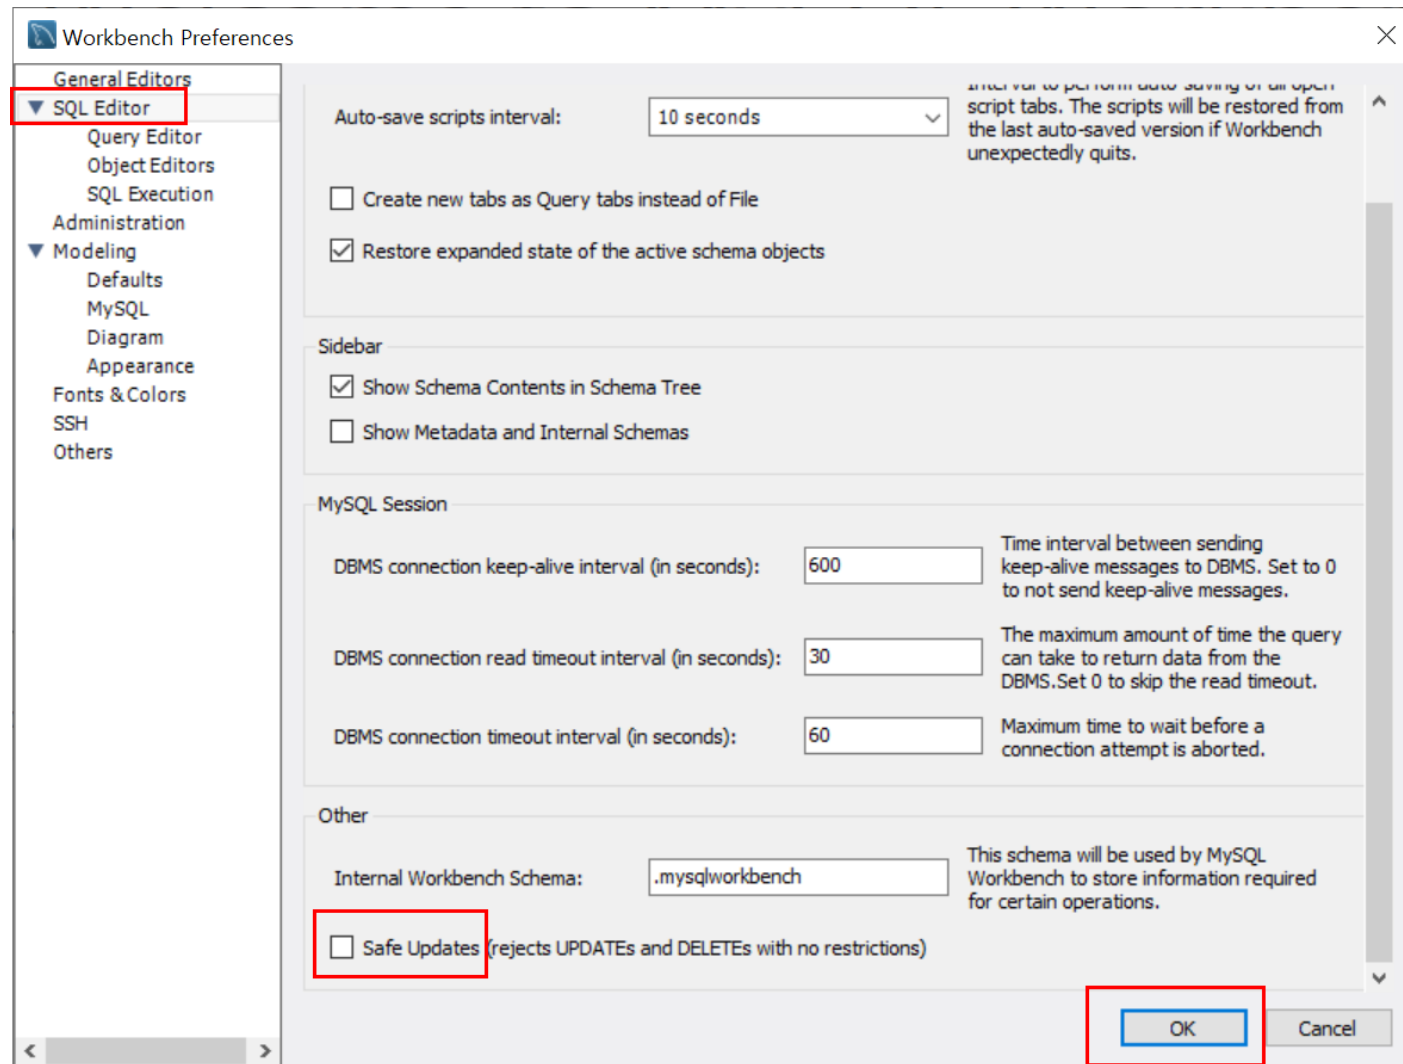 Workbench Preferences
General Editors
SQL Editor
Query Editor
Object Editors
SQL Execution
Administration
Modeling
Defaults
MySQL
Diagram
Appearance
Fonts & Colors
SSH
Others
Auto-save scripts interval:
10 seconds
Interval to perform auto-saving of all open
script tabs. The scripts will be restored from
the last auto-saved version if Workbench
unexpectedly quits.
Create new tabs as Query tabs instead of File
Restore expanded state of the active schema objects
Sidebar
Show Schema Contents in Schema Tree
Show Metadata and Internal Schemas
MySQL Session
DBMS connection keep-alive interval (in seconds):
600
Time interval between sending
keep-alive messages to DBMS. Set to 0
to not send keep-alive messages.
DBMS connection read timeout interval (in seconds):
30
The maximum amount of time the query
can take to return data from the
DBMS.Set 0 to skip the read timeout.
DBMS connection timeout interval (in seconds):
60
Maximum time to wait before a
connection attempt is aborted.
Other
Internal Workbench Schema:
.mysqlworkbench
This schema will be used by MySQL
Workbench to store information required
for certain operations.
Safe Updates (rejects UPDATEs and DELETEs with no restrictions)
OK
Cancel